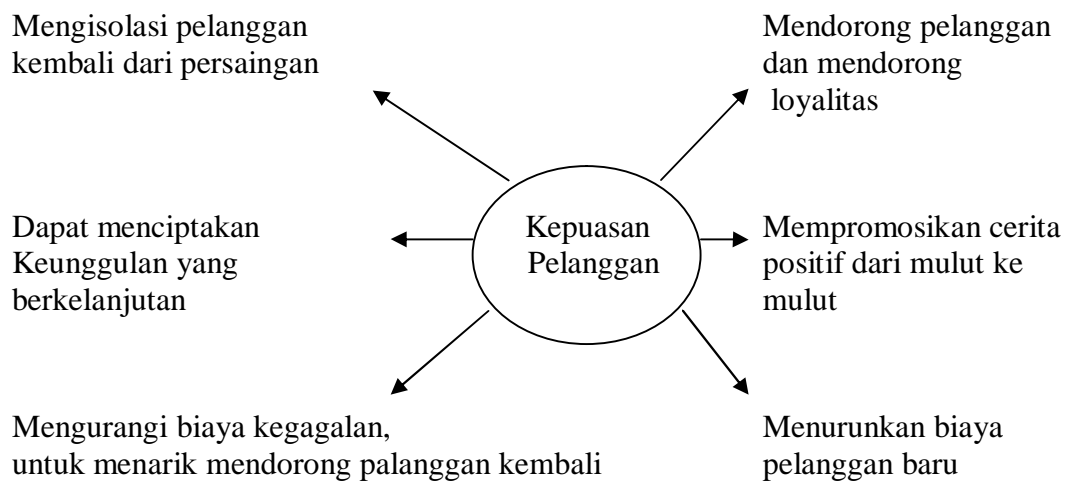 Mengisolasi pelanggan
kembali dari persaingan
Mendorong pelanggan
dan mendorong
loyalitas
Dapat menciptakan
Keunggulan yang
berkelanjutan
Kepuasan
Pelanggan
Mempromosikan cerita
positif dari mulut ke
mulut
Mengurangi biaya kegagalan,
untuk menarik mendorong palanggan kembali
Menurunkan biaya
pelanggan baru